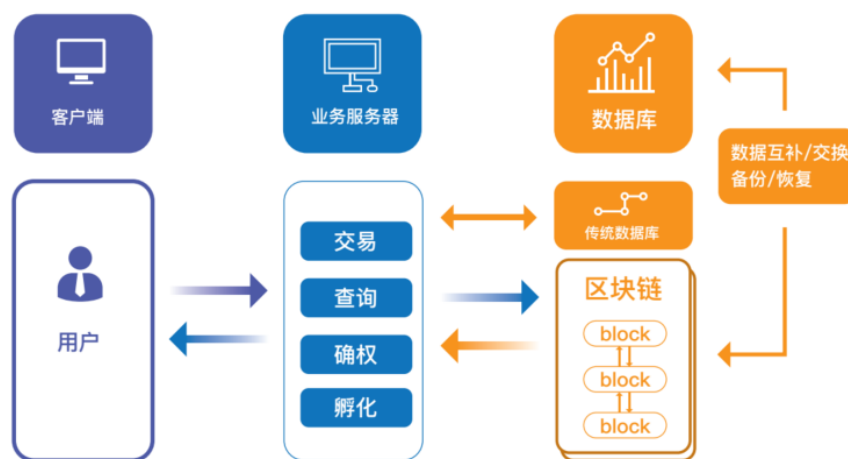 客户端
业务服务器
数据库
数据互补/交换
备份/恢复
用户
交易
查询
确权
孵化
传统数据库
区块链
block
block
block